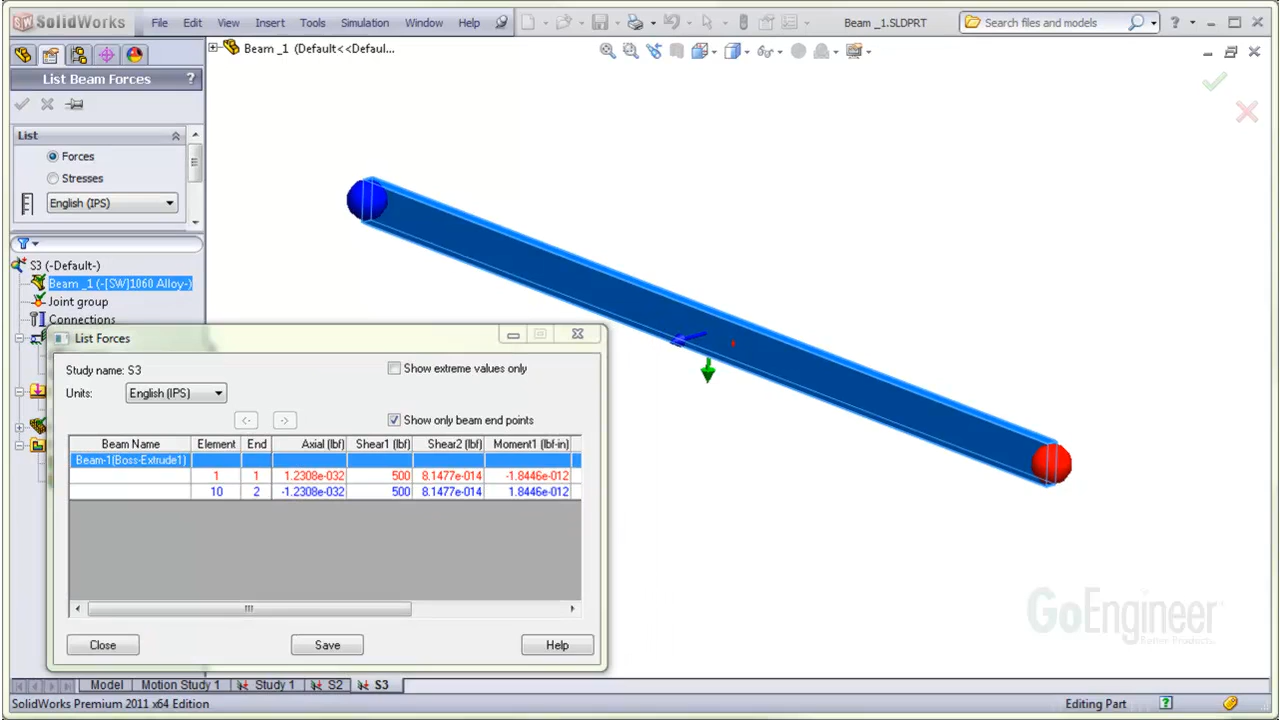 SolidWorks File Edit View Insert Tools Simulation Window Help Beam _1.SLDPRT Search files and models ?
Beam _1 (Default<<Defaul...
List Beam Forces ?
List
Forces
Stresses
English (IPS)
S3 (-Default-)
Beam _1 (-[SW]1060 Alloy-)
Joint group
Connections
List Forces
Study name: S3
Show extreme values only
Units: English (IPS)
<- ->
Show only beam end points
Beam Name Element End Axial (lbf) Shear1 (lbf) Shear2 (lbf) Moment1 (lbf-in)
Beam-1(Boss-Extrude1)
1 1 1.2308e-032 500 8.1477e-014 -1.8446e-012
10 2 -1.2308e-032 500 8.1477e-014 1.8446e-012
Close Save Help
GoEngineer
Better Products.
Model Motion Study 1 Study 1 S2 S3
SolidWorks Premium 2011 x64 Edition Editing Part ?